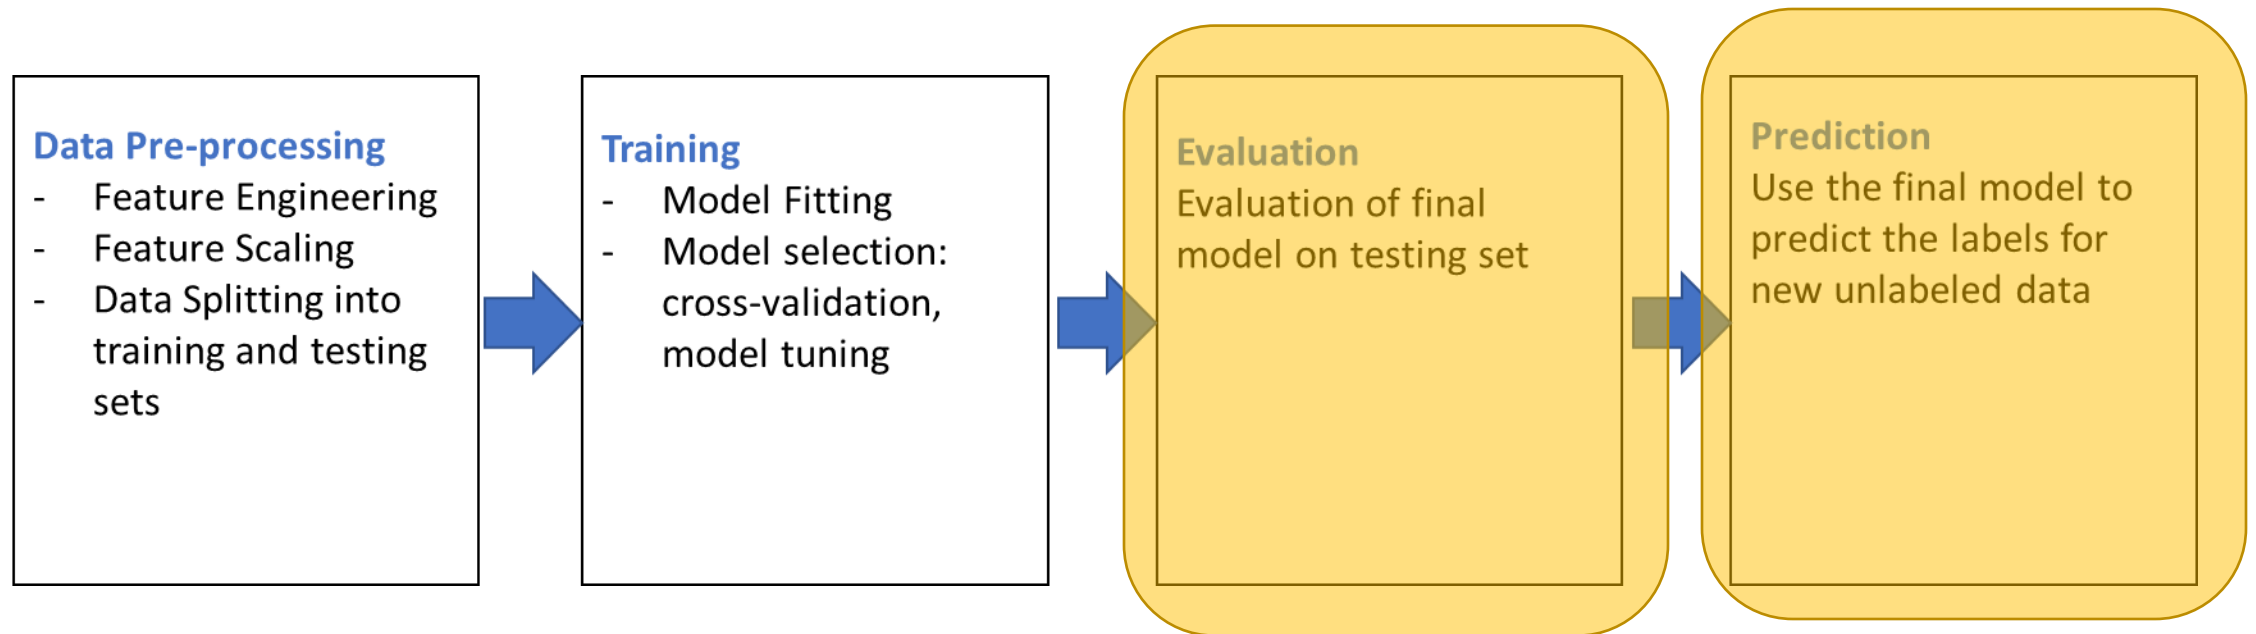 Data Pre-processing
- Feature Engineering
- Feature Scaling
- Data Splitting into
training and testing
sets
Training
- Model Fitting
- Model selection:
cross-validation,
model tuning
Evaluation
Evaluation of final
model on testing set
Prediction
Use the final model to
predict the labels for
new unlabeled data